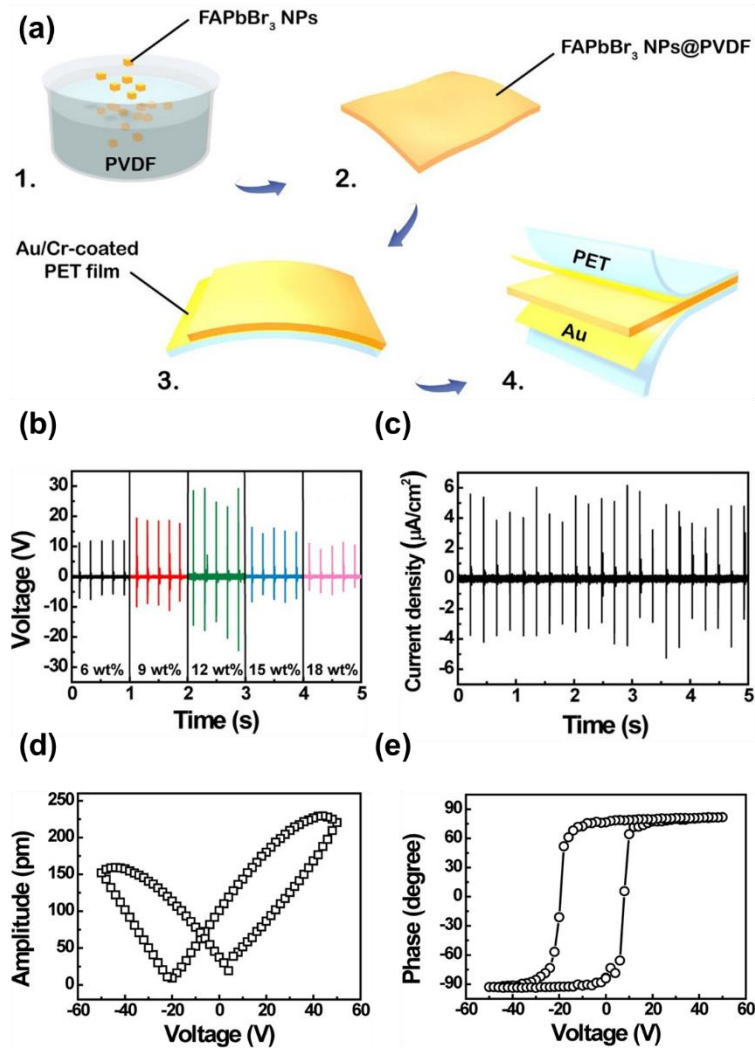 (a)
FAPbBr₃ NPs
FAPbBr₃ NPs@PVDF
PVDF
1.
2.
Au/Cr-coated
PET film
PET
Au
3.
4.
(b)
(c)
Voltage (V)
30
20
10
0
-10
-20
-30
6 wt%
9 wt%
12 wt%
15 wt%
18 wt%
0 1 2 3 4 5
Time (s)
Current density (μA/cm²)
6
4
2
0
2
4
6
0 1 2 3 4 5
Time (s)
(d)
(e)
Amplitude (pm)
250
225
150
100
50
0
-60 -40 -20 0 20 40 60
Voltage (V)
Phase (degree)
90
60
30
0
-30
-60
-90
-60 -40 -20 0 20 40 60
Voltage (V)